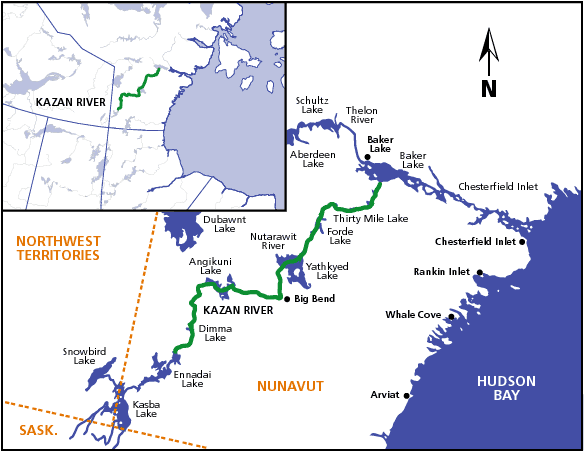 KAZAN RIVER
N
Schultz
Lake
Thelon
River
Aberdeen
Lake
Baker
Lake
Baker
Lake
Chesterfield Inlet
Dubawnt
Lake
Thirty Mile Lake
Forde
Lake
Nutarawit
River
Chesterfield Inlet
NORTHWEST
TERRITORIES
Angikuni
Lake
Yathkyed
Lake
Rankin Inlet
Big Bend
KAZAN RIVER
Whale Cove
Dimma
Lake
Snowbird
Lake
Ennadai
Lake
NUNAVUT
HUDSON
BAY
Kasba
Lake
Arviat
SASK.